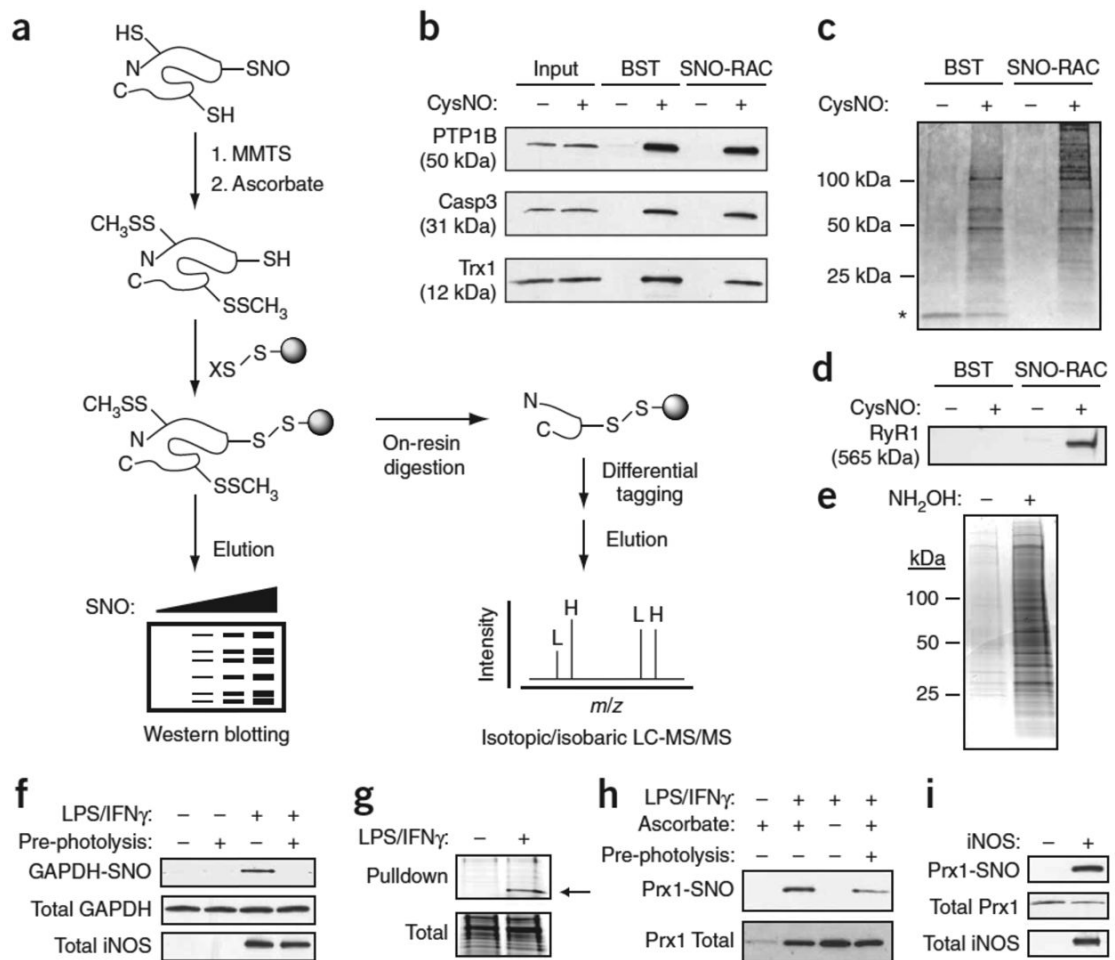 a
HS
N
SNO
C
SH
1. MMTS
2. Ascorbate
CH₃SS
N
SH
C
SSCH₃
XS
S
CH₃SS
N
S
S
C
SSCH₃
On-resin
digestion
N
C
S
S
Differential
tagging
Elution
Elution
SNO:
Western blotting
Intensity
L
H
L H
m/z
Isotopic/isobaric LC-MS/MS
b
Input BST SNO-RAC
CysNO: – + – + – +
PTP1B
(50 kDa)
Casp3
(31 kDa)
Trx1
(12 kDa)
c
BST SNO-RAC
CysNO: – + – +
100 kDa
50 kDa
25 kDa
*
d
BST SNO-RAC
CysNO: – + – +
RyR1
(565 kDa)
e
NH₂OH: – +
kDa
100
50
25
f
LPS/IFNγ: – – + +
Pre-photolysis: – + – +
GAPDH-SNO
Total GAPDH
Total iNOS
g
LPS/IFNγ: – +
Pulldown
Total
h
LPS/IFNγ: – + + +
Ascorbate: + + – +
Pre-photolysis: – – – +
Prx1-SNO
Prx1 Total
i
iNOS: – +
Prx1-SNO
Total Prx1
Total iNOS